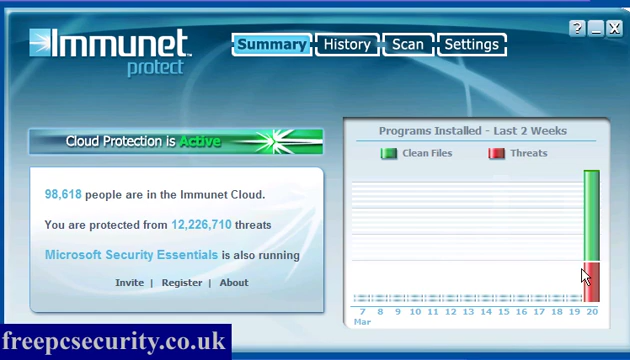 Immunet
protect
Summary History Scan Settings
? _ X
Cloud Protection is Active
98,618 people are in the Immunet Cloud.
You are protected from 12,226,710 threats
Microsoft Security Essentials is also running
Invite | Register | About
Programs Installed - Last 2 Weeks
Clean Files Threats
7 8 9 10 11 12 13 14 15 16 17 18 19 20
Mar
freepcsecurity.co.uk